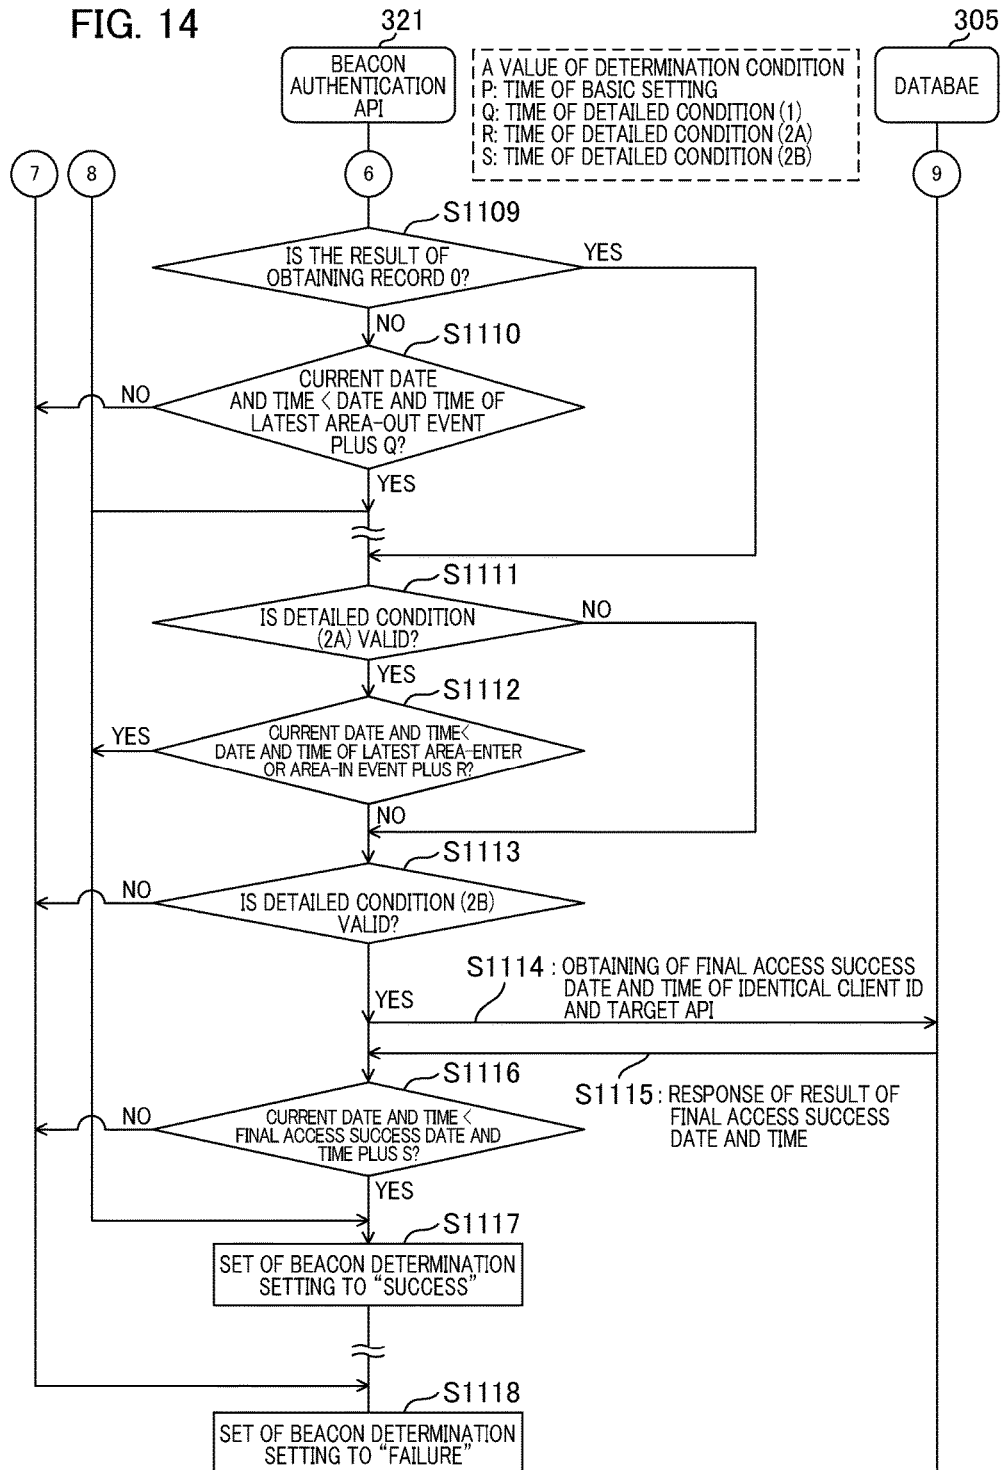 FIG. 14
321
305
BEACON
AUTHENTICATION
API
A VALUE OF DETERMINATION CONDITION
P: TIME OF BASIC SETTING
Q: TIME OF DETAILED CONDITION (1)
R: TIME OF DETAILED CONDITION (2A)
S: TIME OF DETAILED CONDITION (2B)
DATABAE
7
8
6
9
S1109
IS THE RESULT OF
OBTAINING RECORD 0?
YES
NO
S1110
CURRENT DATE
AND TIME < DATE AND TIME OF
LATEST AREA-OUT EVENT
PLUS Q?
NO
YES
S1111
IS DETAILED CONDITION
(2A) VALID?
NO
YES
S1112
CURRENT DATE AND TIME<
DATE AND TIME OF LATEST AREA-ENTER
OR AREA-IN EVENT PLUS R?
YES
NO
S1113
IS DETAILED CONDITION (2B)
VALID?
NO
YES
S1114 : OBTAINING OF FINAL ACCESS SUCCESS
DATE AND TIME OF IDENTICAL CLIENT ID
AND TARGET API
S1115 : RESPONSE OF RESULT OF
FINAL ACCESS SUCCESS
DATE AND TIME
S1116
CURRENT DATE AND TIME <
FINAL ACCESS SUCCESS DATE AND
TIME PLUS S?
NO
YES
S1117
SET OF BEACON DETERMINATION
SETTING TO “SUCCESS”
S1118
SET OF BEACON DETERMINATION
SETTING TO “FAILURE”